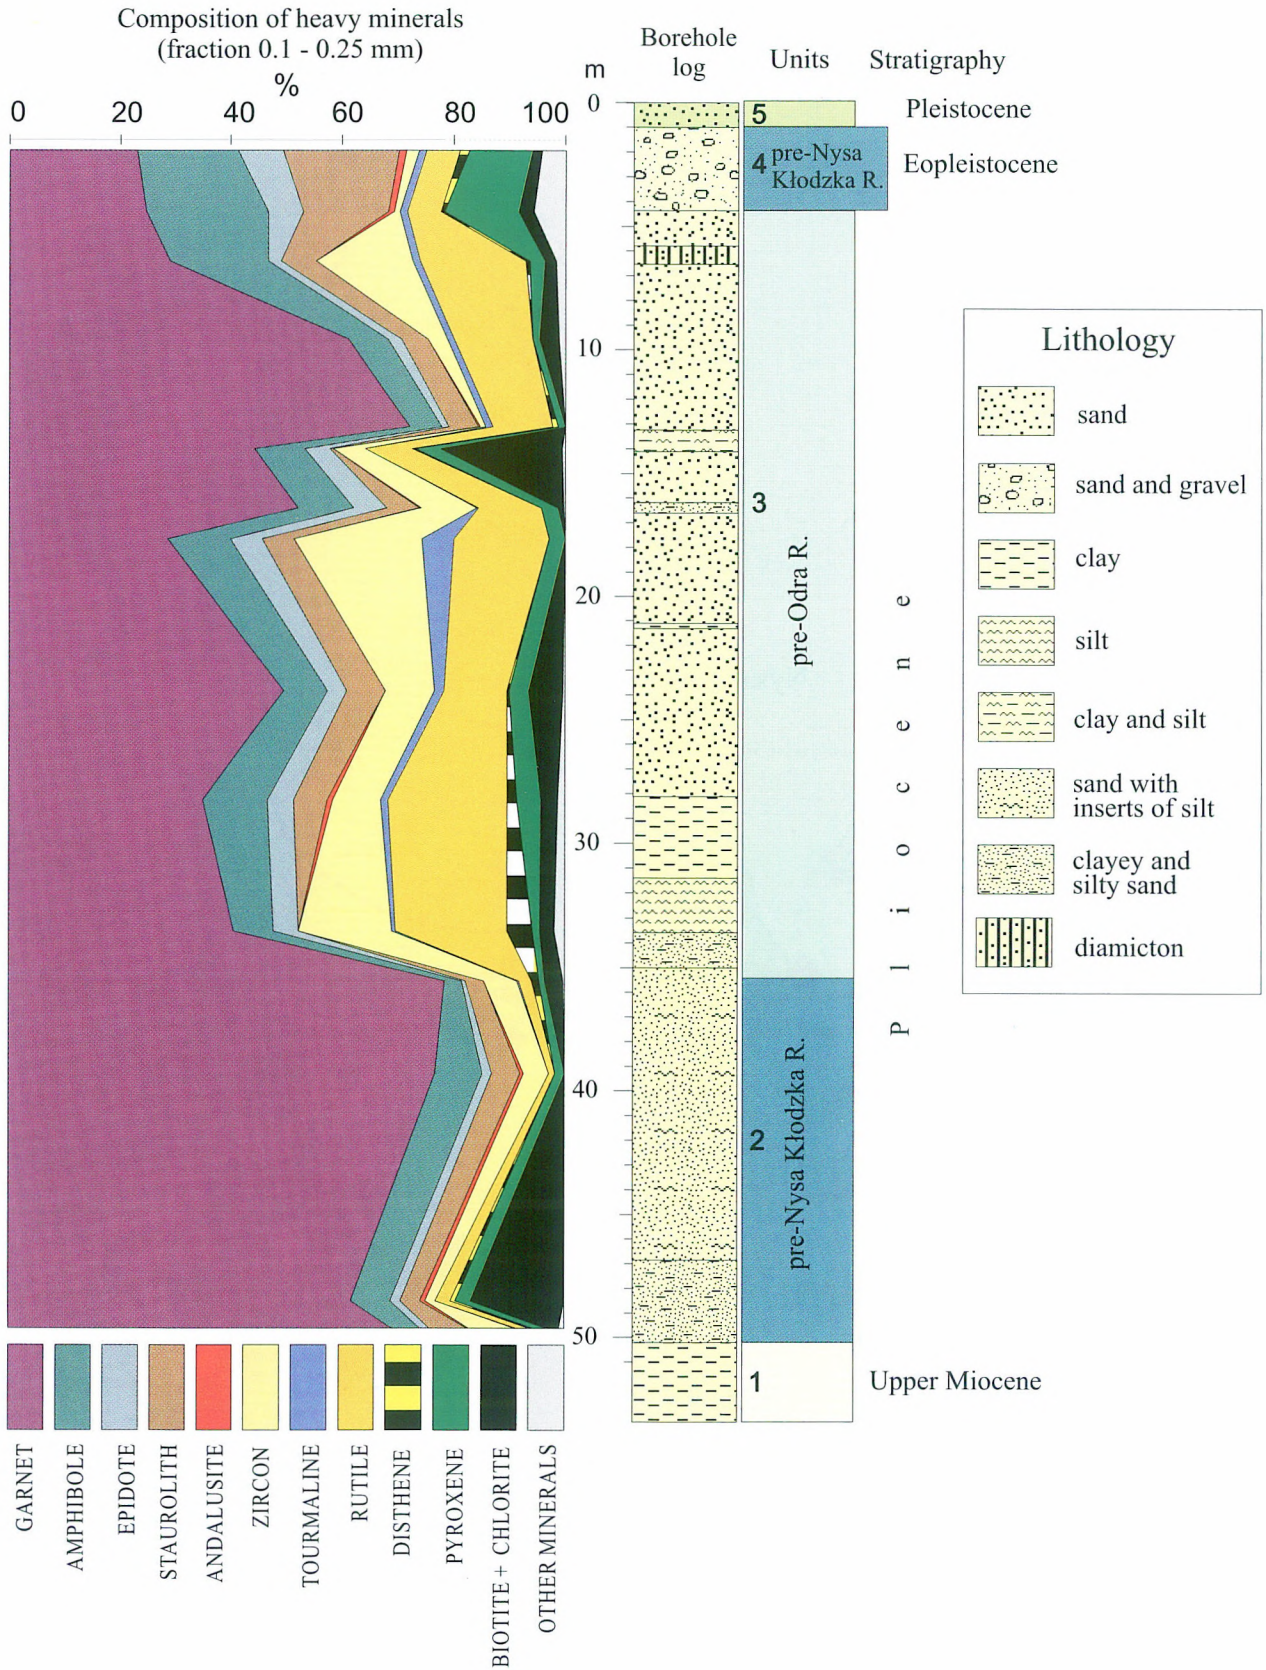 Composition of heavy minerals
(fraction 0.1 - 0.25 mm)
%
0 20 40 60 80 100
m
0
10
20
30
40
50
Borehole
log
Units
Stratigraphy
5
Pleistocene
4 pre-Nysa
Kłodzka R.
Eopleistocene
3
pre-Odra R.
Pliocene
2
pre-Nysa Kłodzka R.
1
Upper Miocene
Lithology
sand
sand and gravel
clay
silt
clay and silt
sand with
inserts of silt
clayey and
silty sand
diamicton
GARNET
AMPHIBOLE
EPIDOTE
STAUROLITH
ANDALUSITE
ZIRCON
TOURMALINE
RUTILE
DISTHENE
PYROXENE
BIOTITE + CHLORITE
OTHER MINERALS